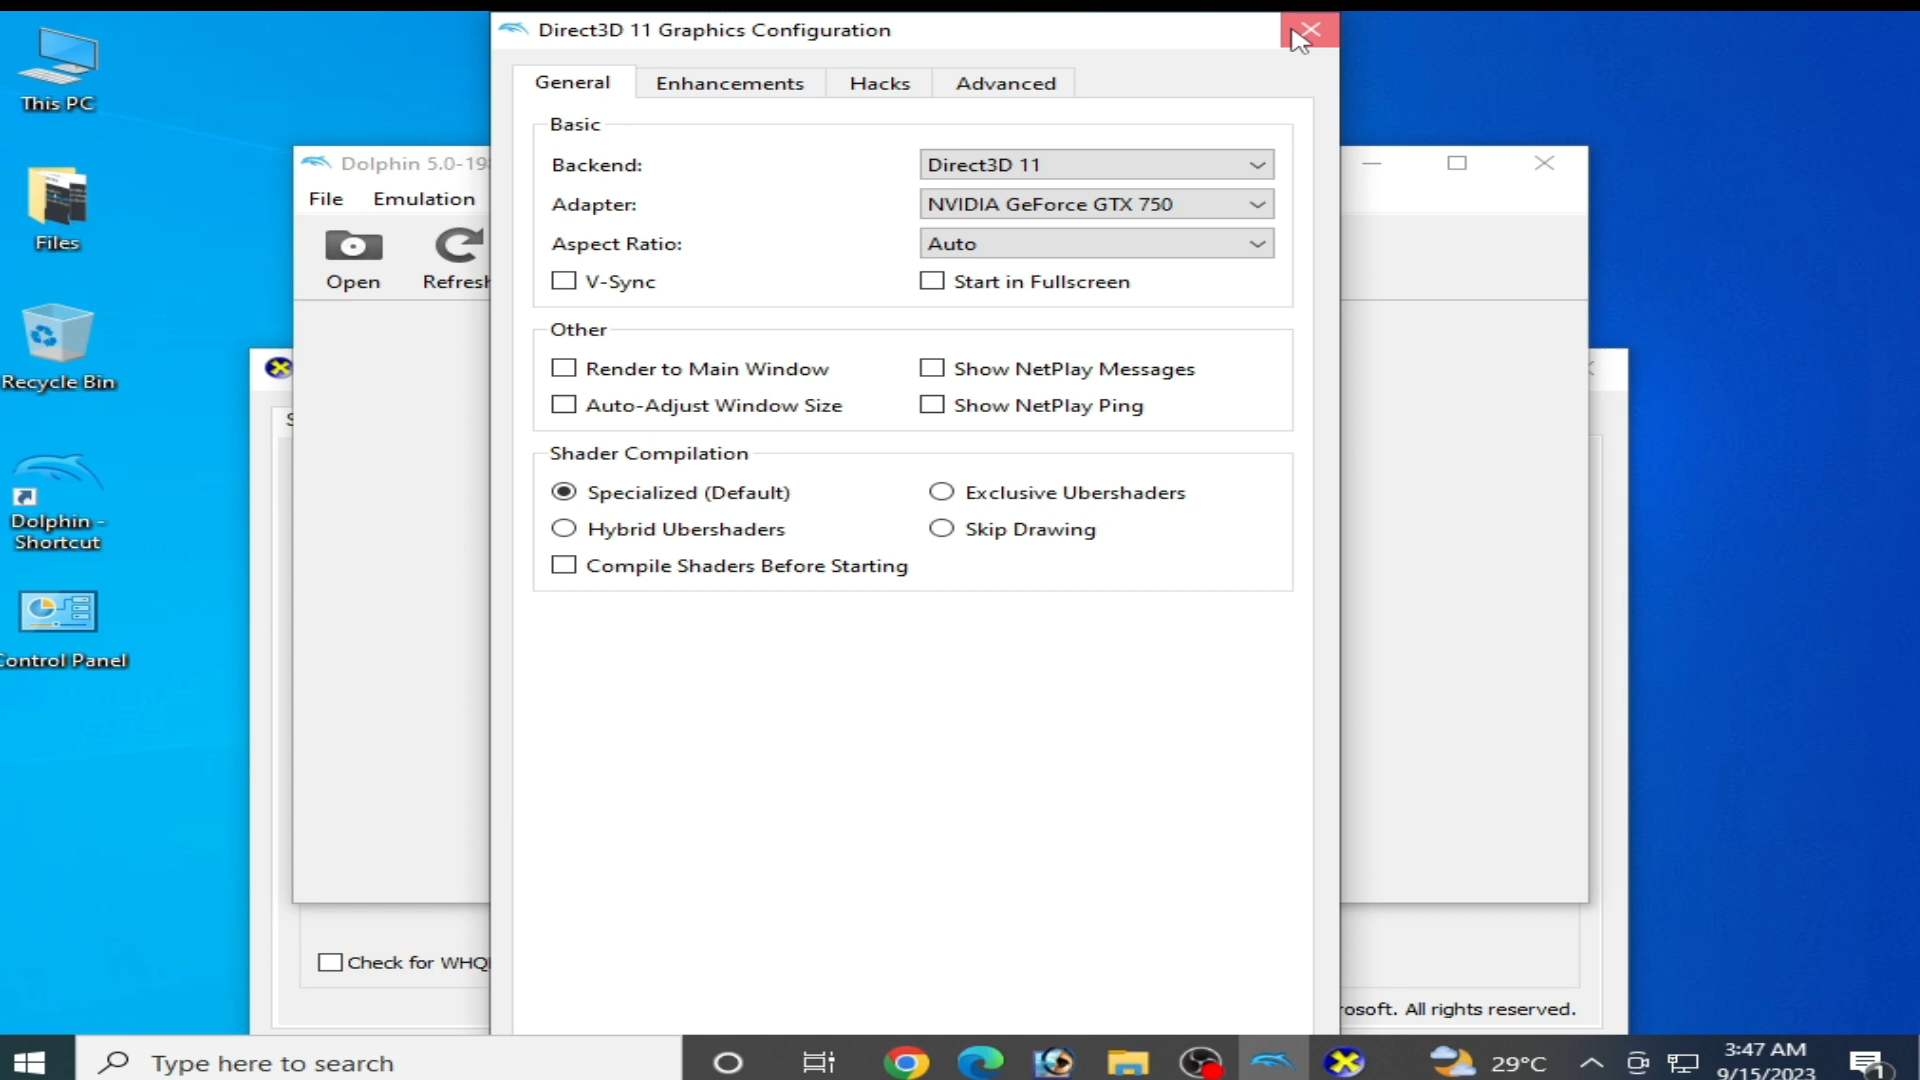 This PC
Files
Recycle Bin
Dolphin -
Shortcut
Control Panel
Direct3D 11 Graphics Configuration
General
Enhancements
Hacks
Advanced
Basic
Backend:
Direct3D 11
Adapter:
NVIDIA GeForce GTX 750
Aspect Ratio:
Auto
V-Sync
Start in Fullscreen
Other
Render to Main Window
Show NetPlay Messages
Auto-Adjust Window Size
Show NetPlay Ping
Shader Compilation
Specialized (Default)
Exclusive Ubershaders
Hybrid Ubershaders
Skip Drawing
Compile Shaders Before Starting
Dolphin 5.0-19
File
Emulation
Open
Refresh
Check for WHQ
rosoft. All rights reserved.
Type here to search
29°C
3:47 AM
9/15/2023
1